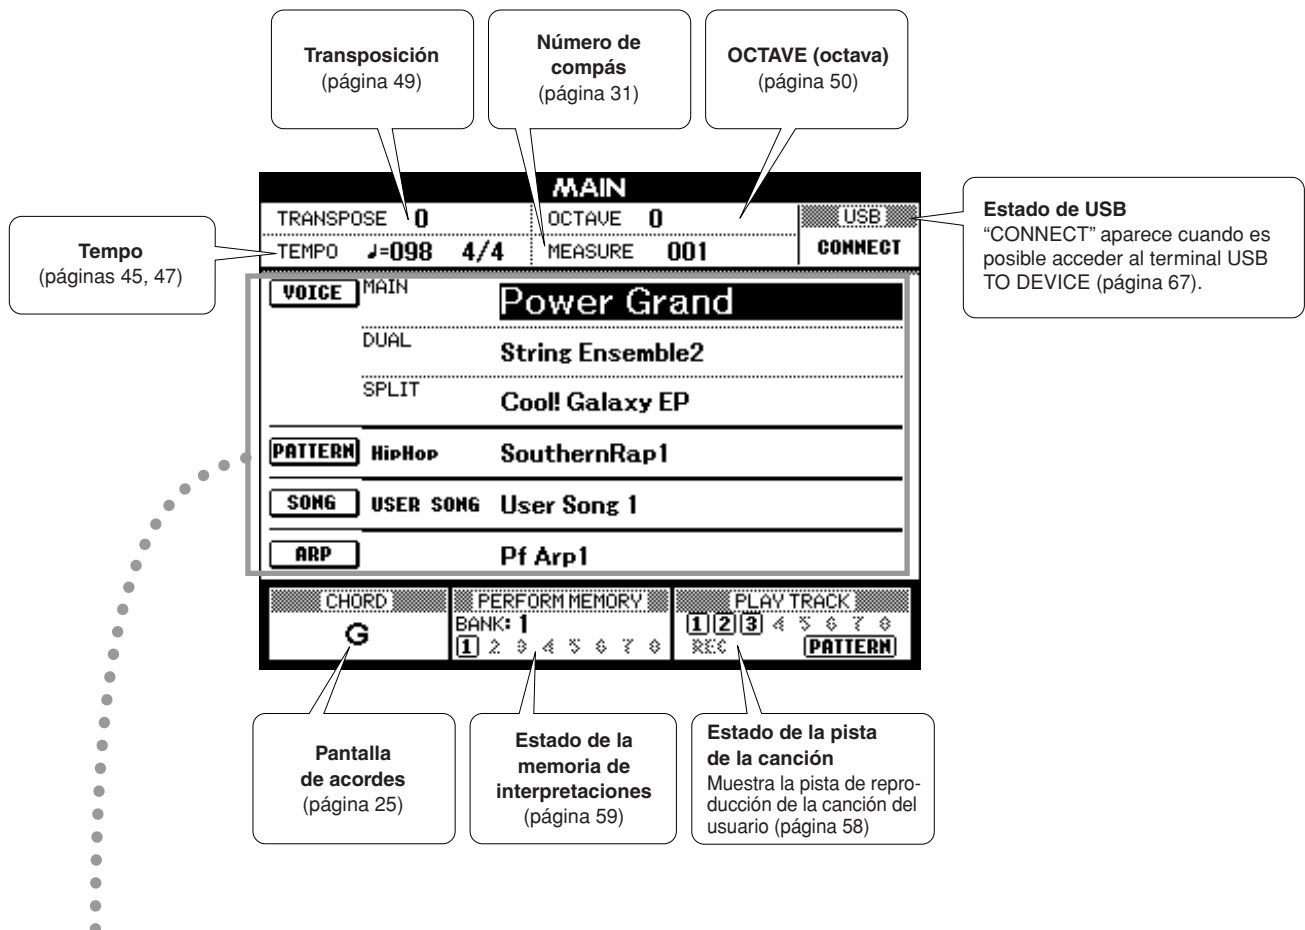 Transposición
(página 49)
Número de
compás
(página 31)
OCTAVE (octava)
(página 50)
Tempo
(páginas 45, 47)
Estado de USB
“CONNECT” aparece cuando es
posible acceder al terminal USB
TO DEVICE (página 67).
MAIN
TRANSPOSE 0
OCTAVE 0
USB
TEMPO ♩=098 4/4
MEASURE 001
CONNECT
VOICE MAIN Power Grand
DUAL String Ensemble2
SPLIT Cool! Galaxy EP
PATTERN HipHop SouthernRap1
SONG USER SONG User Song 1
ARP Pf Arp1
CHORD
G
PERFORM MEMORY
BANK: 1
1 2 3 4 5 6 7 8
PLAY TRACK
1 2 3 4 5 6 7 8
REC PATTERN
Pantalla
de acordes
(página 25)
Estado de la
memoria de
interpretaciones
(página 59)
Estado de la pista
de la canción
Muestra la pista de repro-
ducción de la canción del
usuario (página 58)